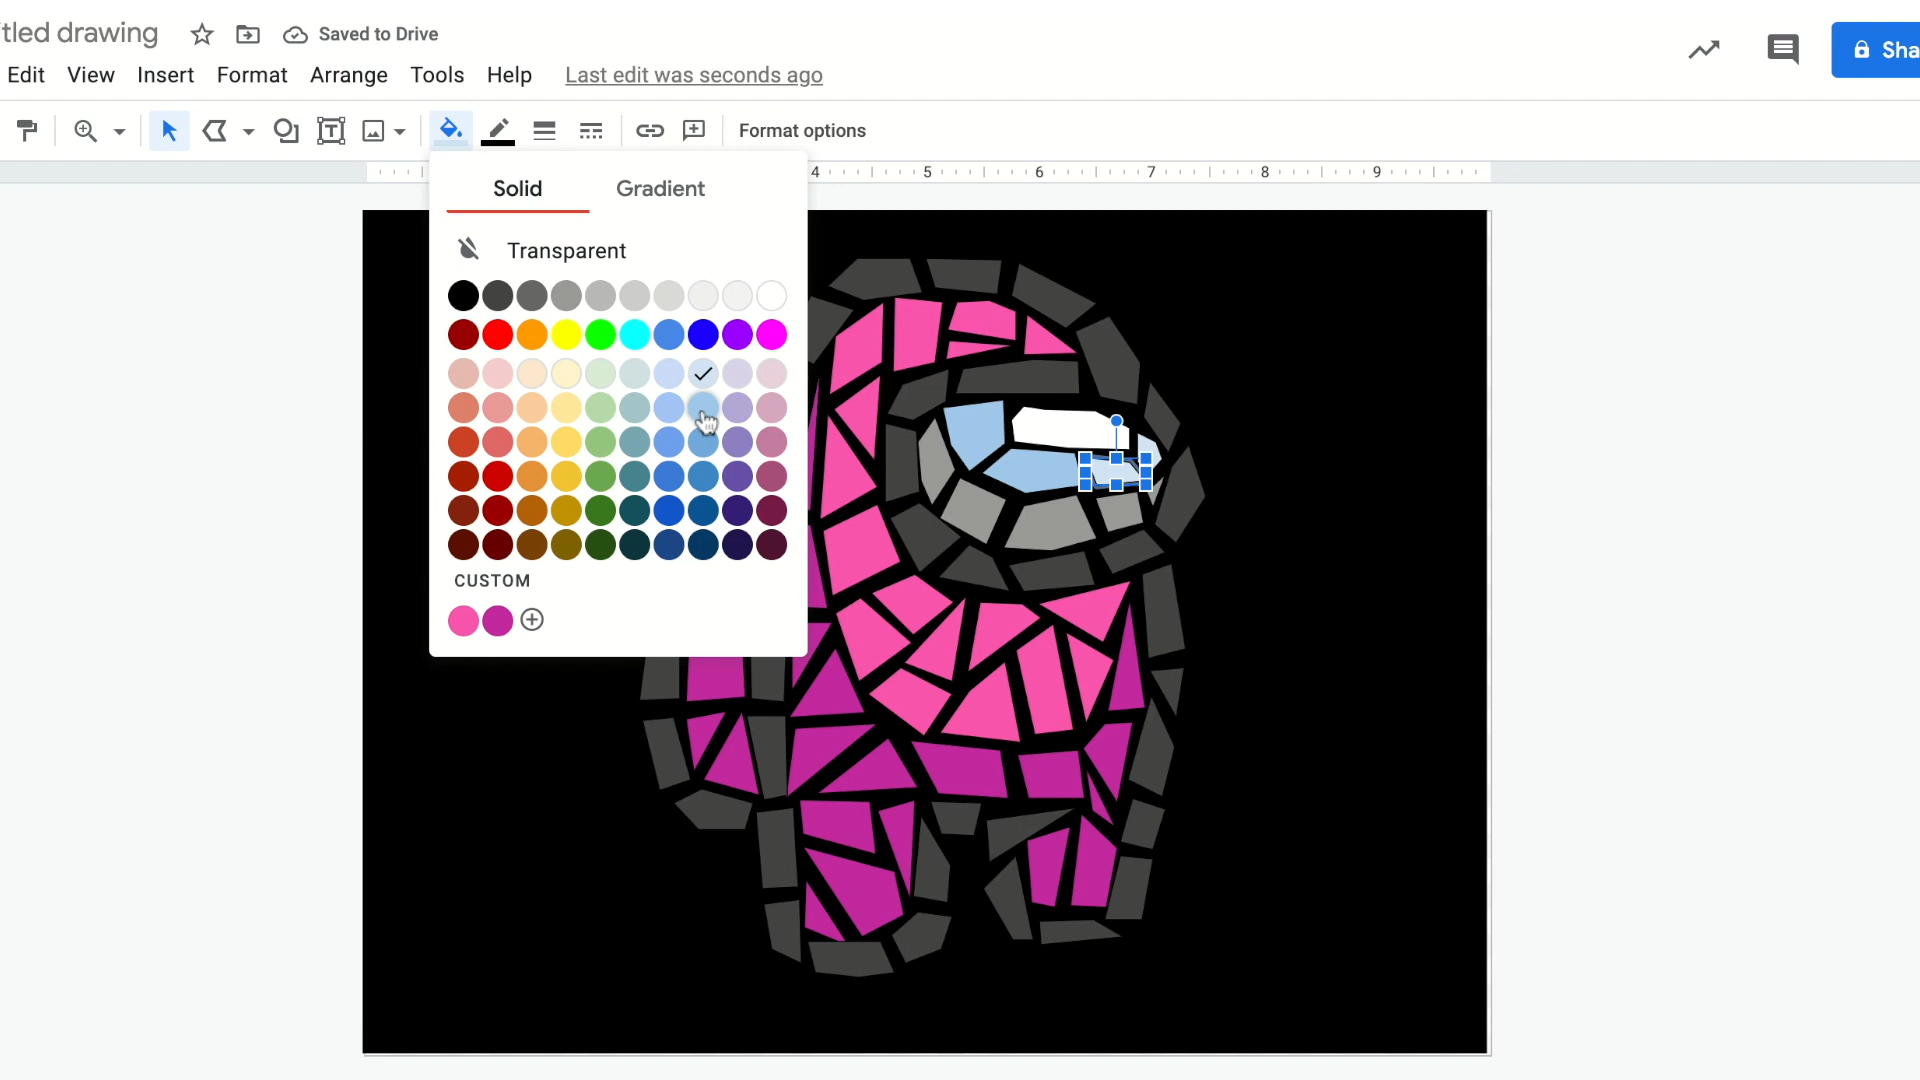 tled drawing Saved to Drive
Edit View Insert Format Arrange Tools Help Last edit was seconds ago Sha
Format options
4 5 6 7 8 9
Solid Gradient
Transparent
CUSTOM